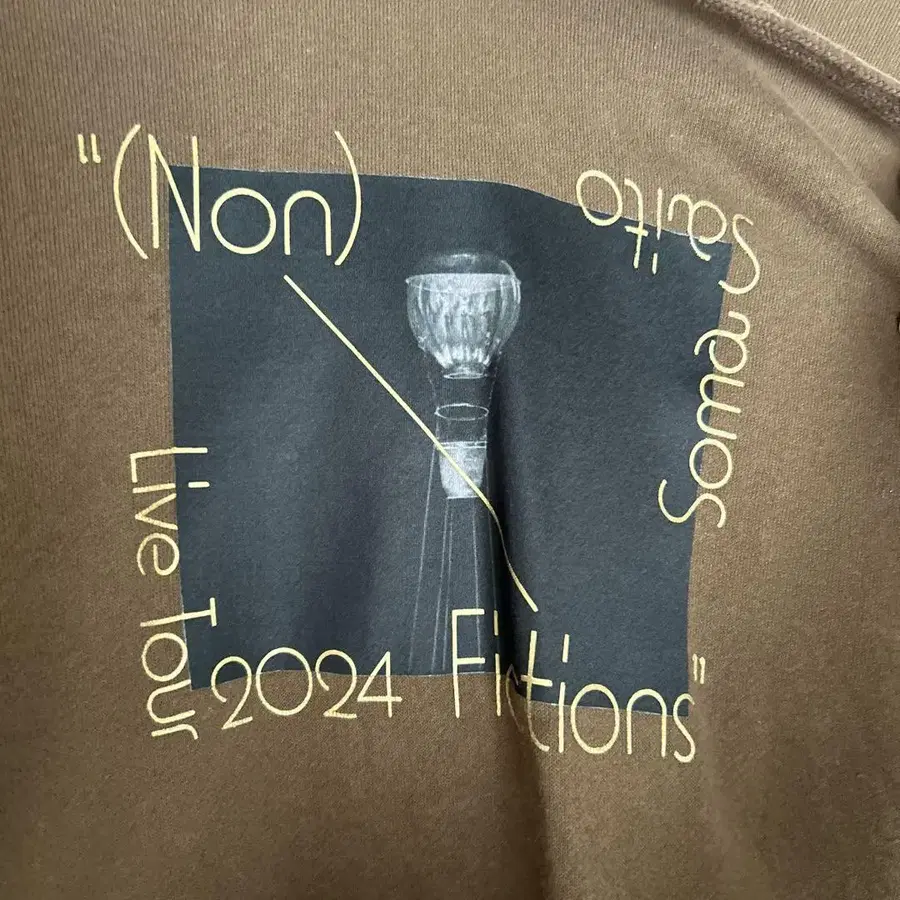 "(Non)
Fictions"
Soma Saito
Live Tour
2024